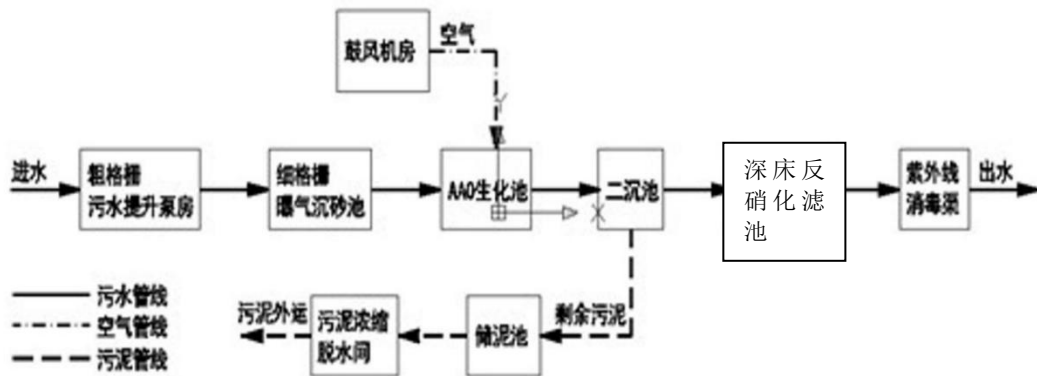 鼓风机房
空气
进水
粗格栅
污水提升泵房
细格栅
曝气沉砂池
AAO生化池
二沉池
深床反
硝化滤
池
紫外线
消毒渠
出水
Y
X
污水管线
空气管线
污泥管线
污泥外运
污泥浓缩
脱水间
储泥池
剩余污泥